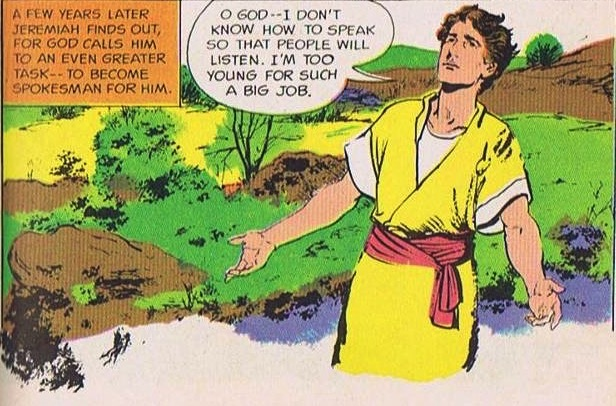 A FEW YEARS LATER
JEREMIAH FINDS OUT,
FOR GOD CALLS HIM
TO AN EVEN GREATER
TASK-- TO BECOME
SPOKESMAN FOR HIM.
O GOD--I DON'T
KNOW HOW TO SPEAK
SO THAT PEOPLE WILL
LISTEN. I'M TOO
YOUNG FOR SUCH
A BIG JOB.